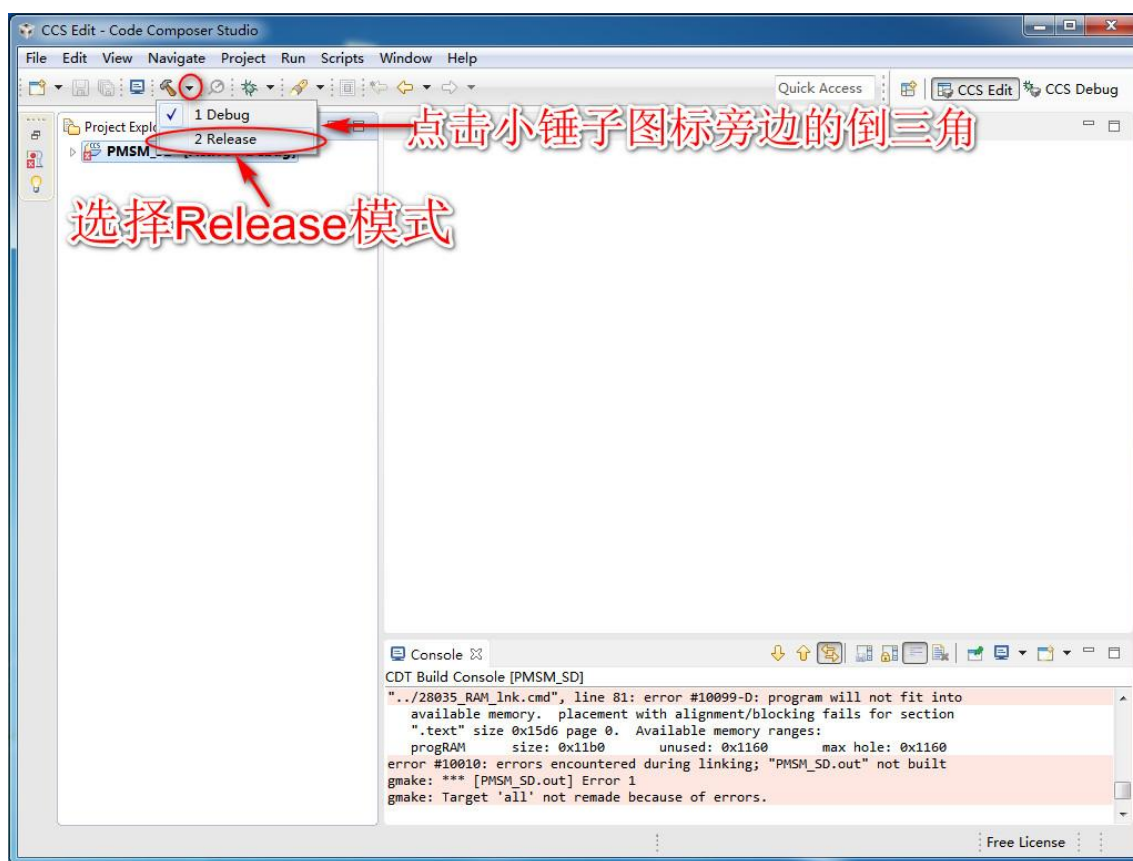 CCS Edit - Code Composer Studio
File Edit View Navigate Project Run Scripts Window Help
Quick Access CCS Edit CCS Debug
1 Debug
2 Release
点击小锤子图标旁边的倒三角
Project Expl
PMSM_SD
选择Release模式
Console
CDT Build Console [PMSM_SD]
"../28035_RAM_lnk.cmd", line 81: error #10099-D: program will not fit into
available memory. placement with alignment/blocking fails for section
".text" size 0x15d6 page 0. Available memory ranges:
progRAM size: 0x11b0 unused: 0x1160 max hole: 0x1160
error #10010: errors encountered during linking; "PMSM_SD.out" not built
gmake: *** [PMSM_SD.out] Error 1
gmake: Target 'all' not remade because of errors.
Free License